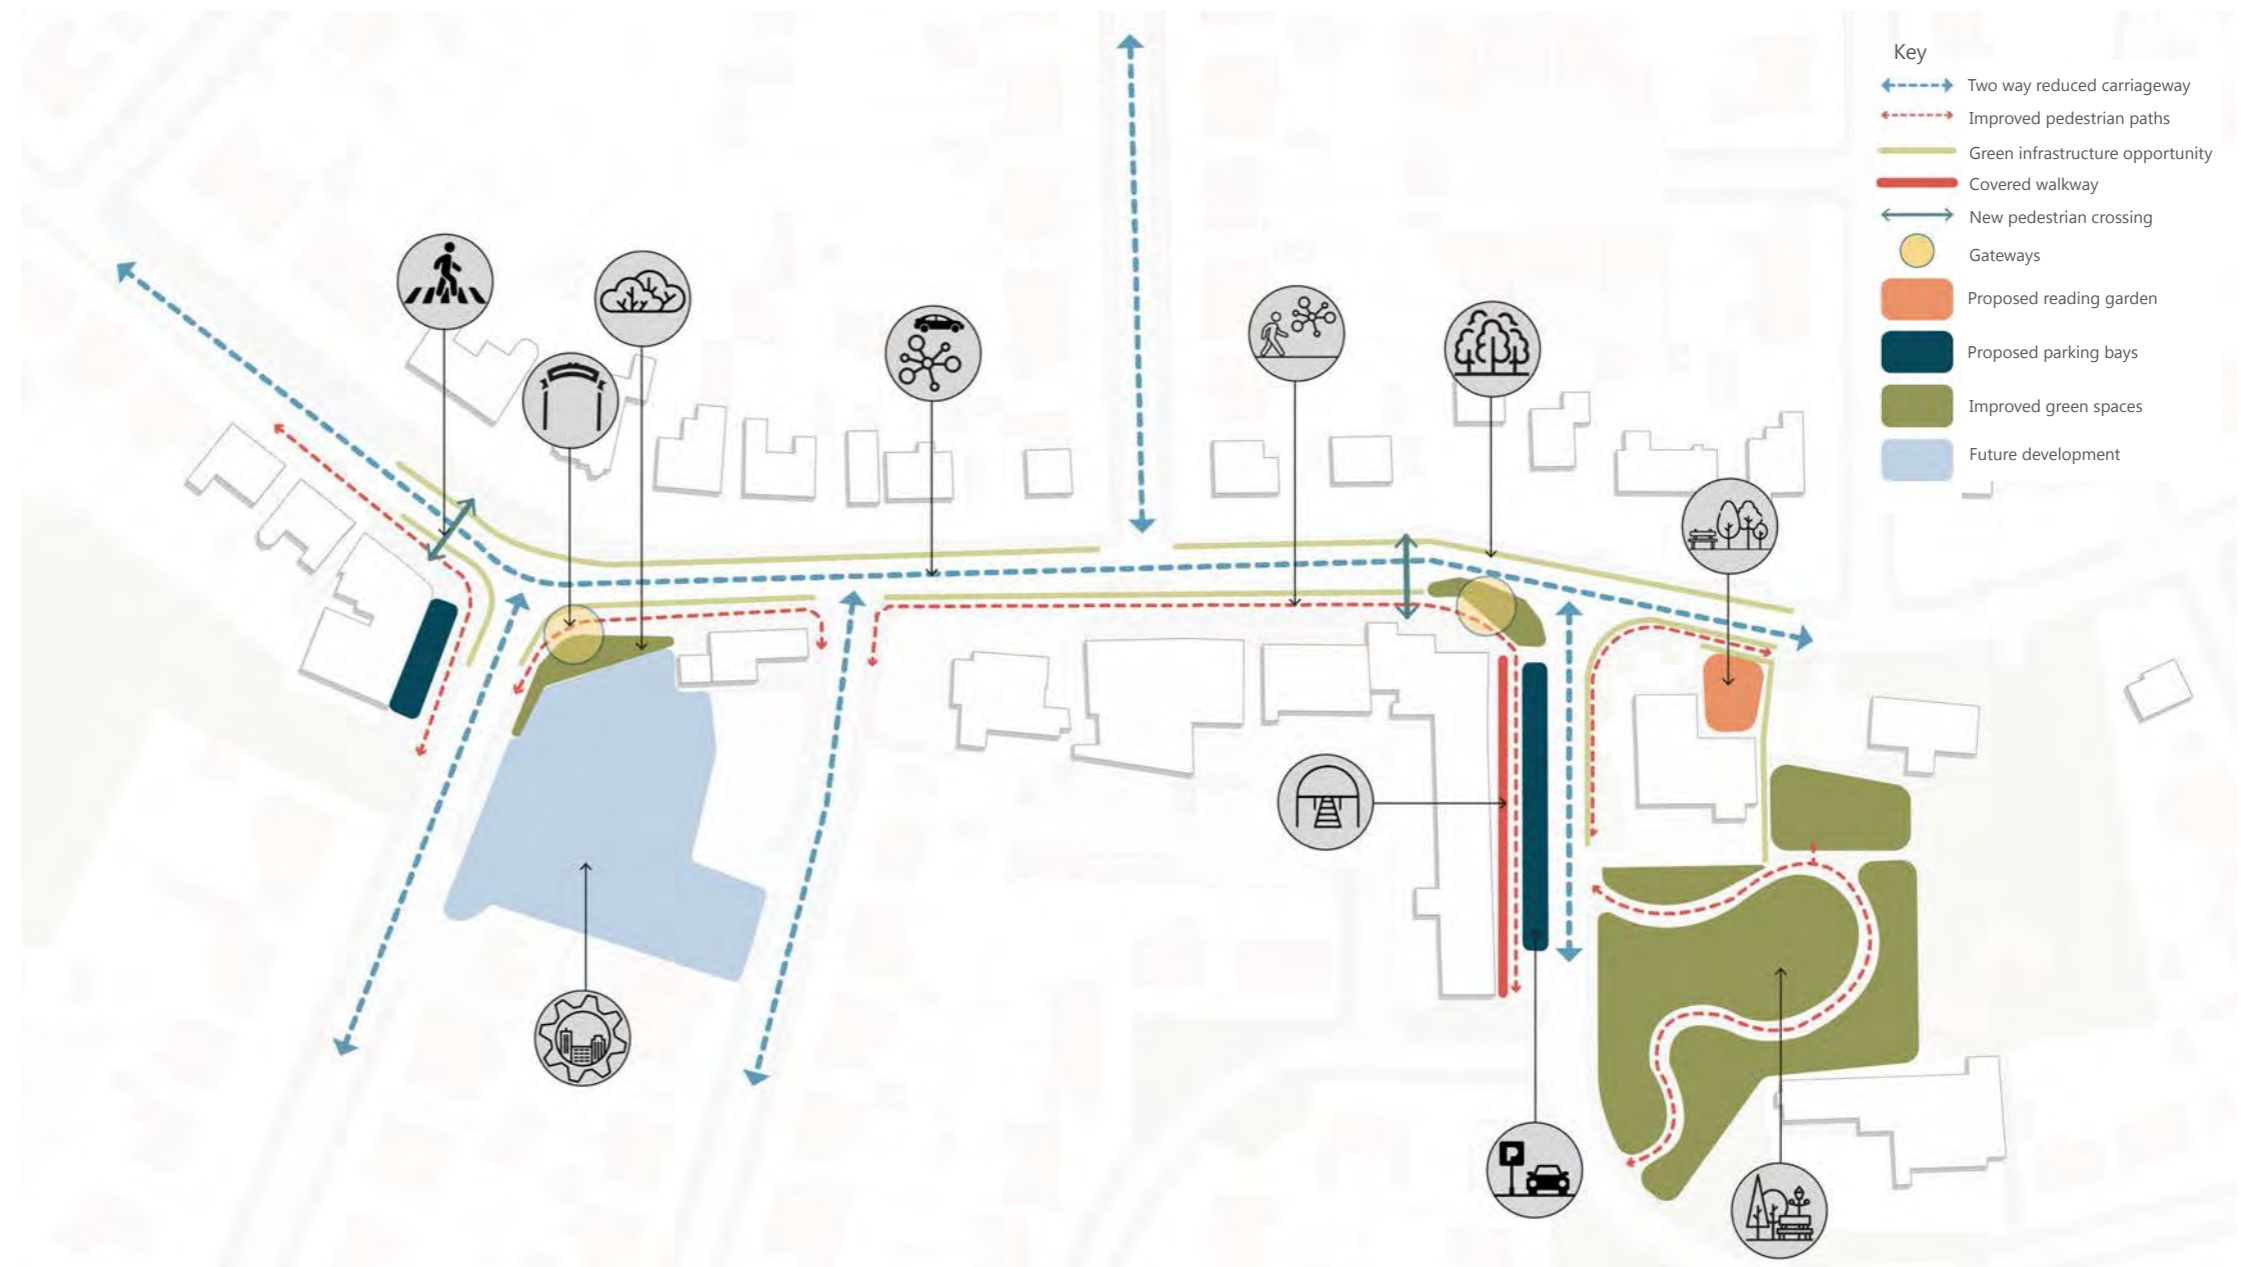 Key
Two way reduced carriageway
Improved pedestrian paths
Green infrastructure opportunity
Covered walkway
New pedestrian crossing
Gateways
Proposed reading garden
Proposed parking bays
Improved green spaces
Future development
P